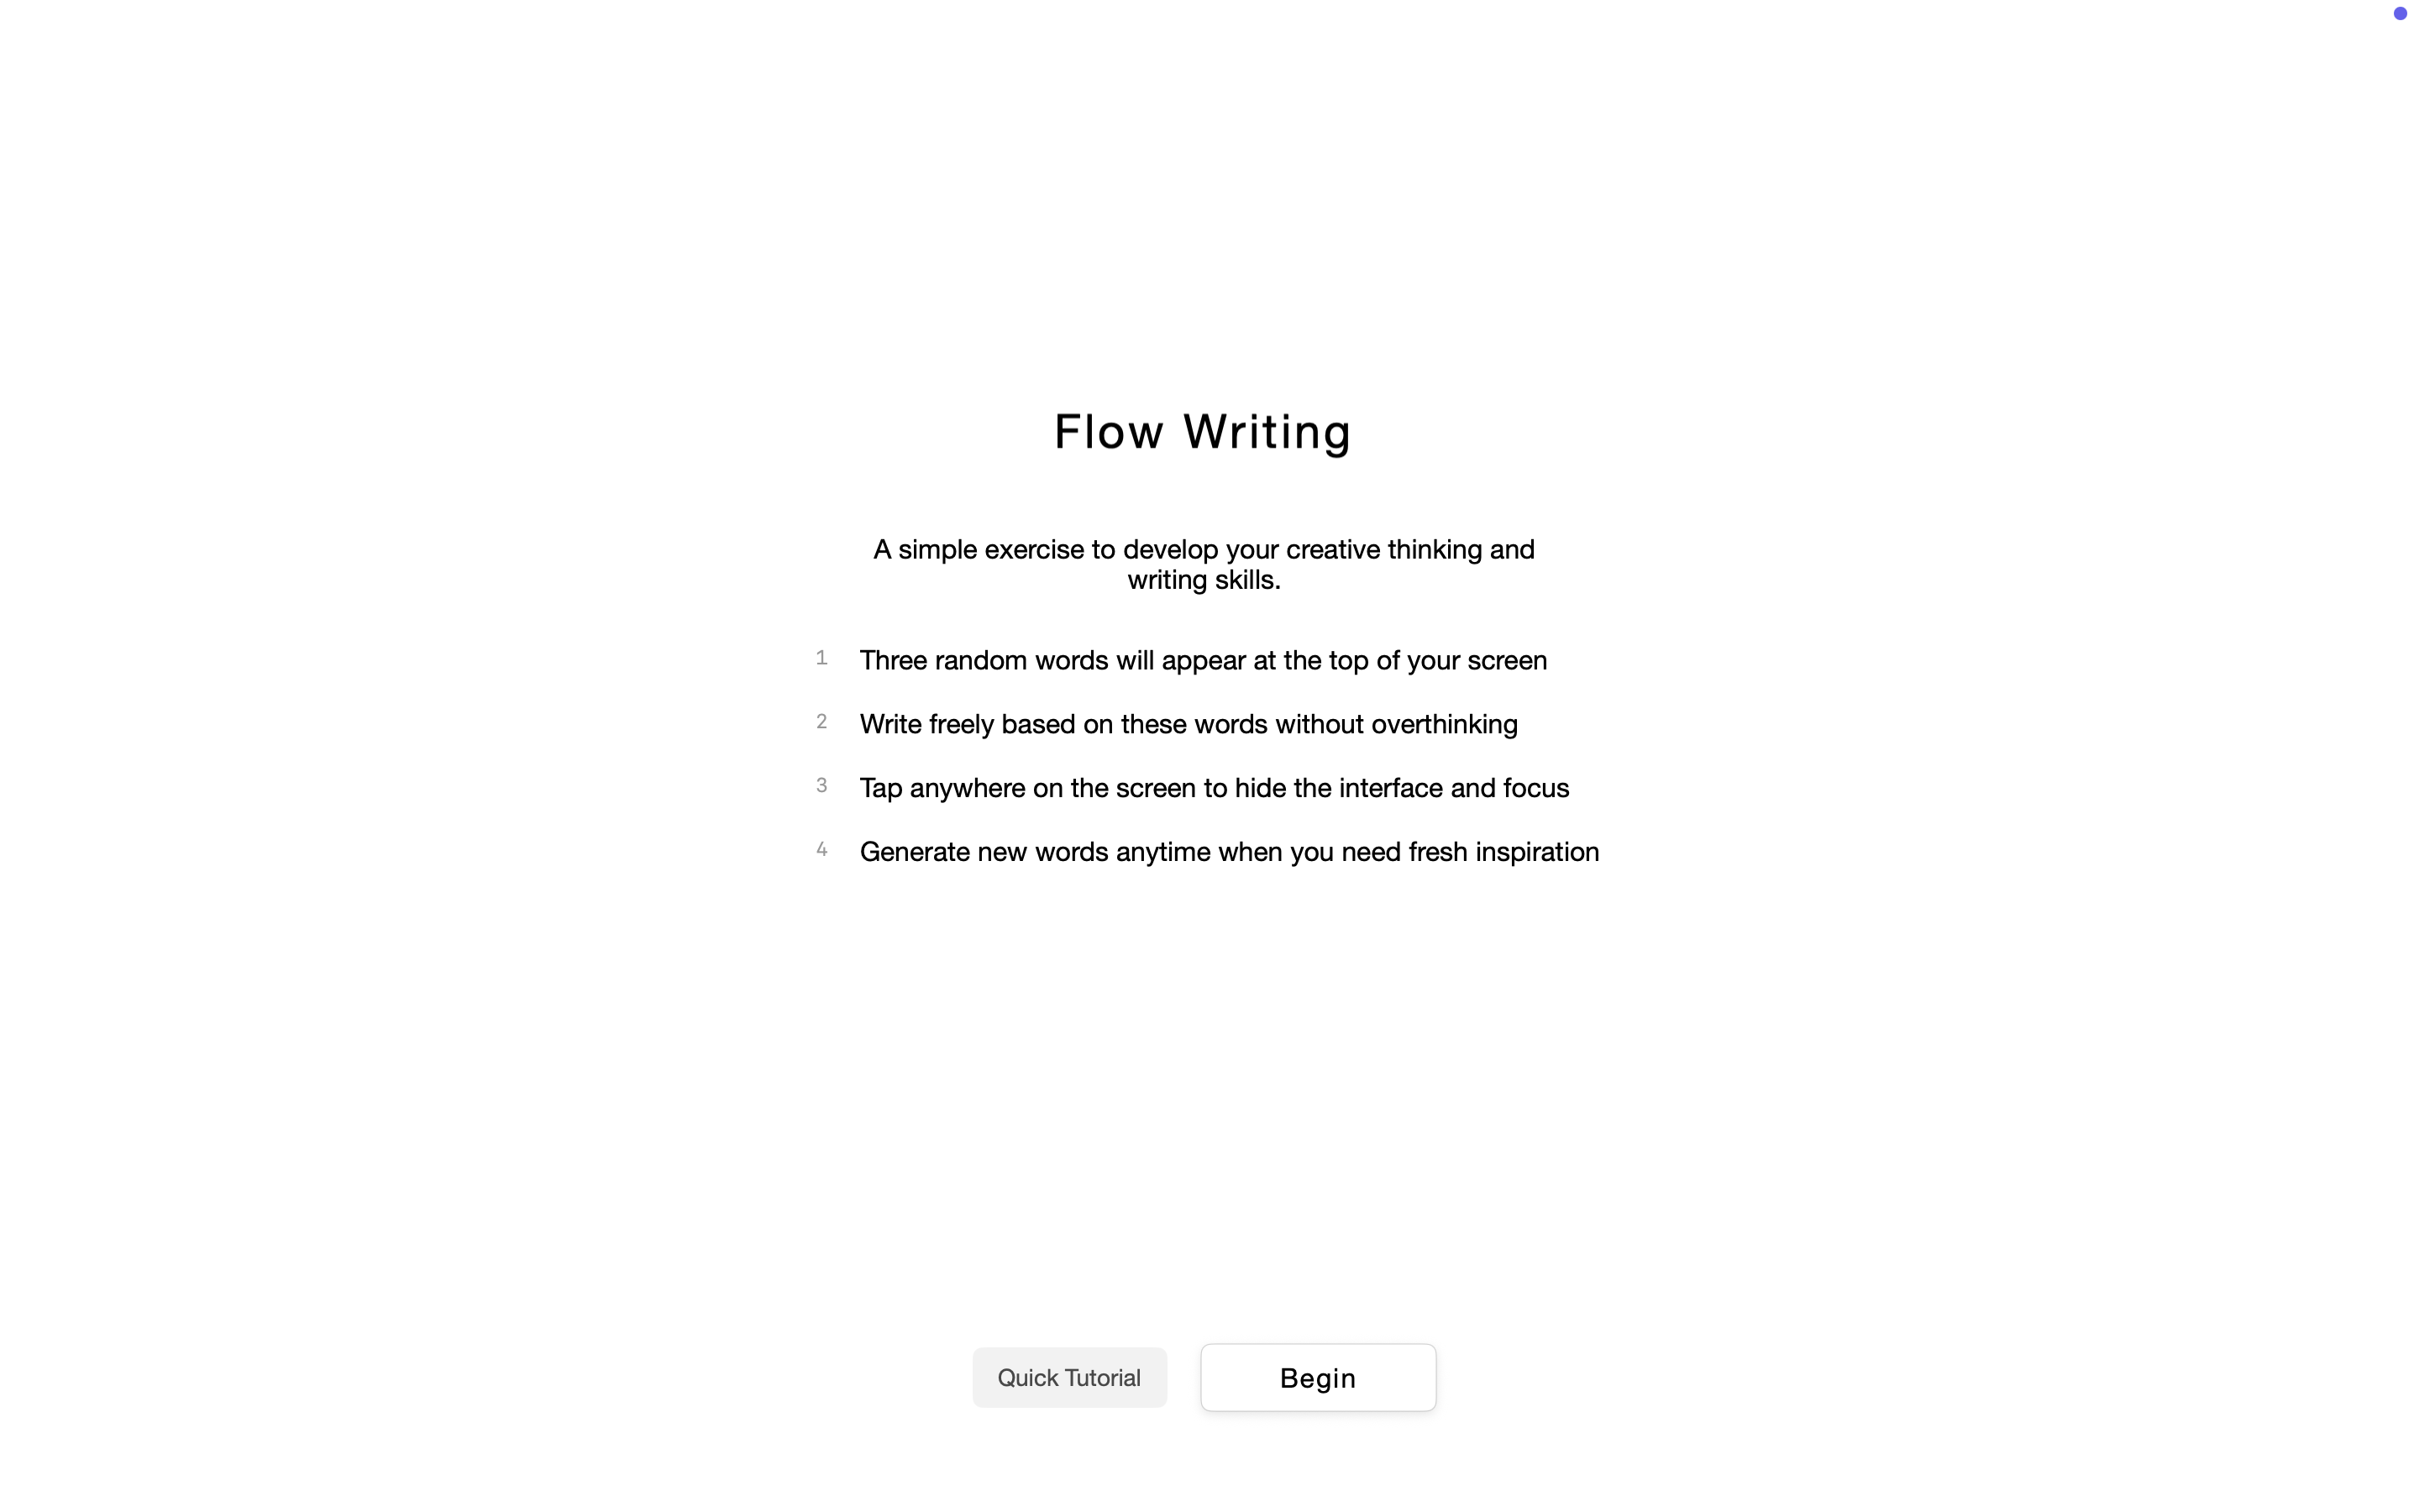 Flow Writing
A simple exercise to develop your creative thinking and
writing skills.
1 Three random words will appear at the top of your screen
2 Write freely based on these words without overthinking
3 Tap anywhere on the screen to hide the interface and focus
4 Generate new words anytime when you need fresh inspiration
Quick Tutorial Begin